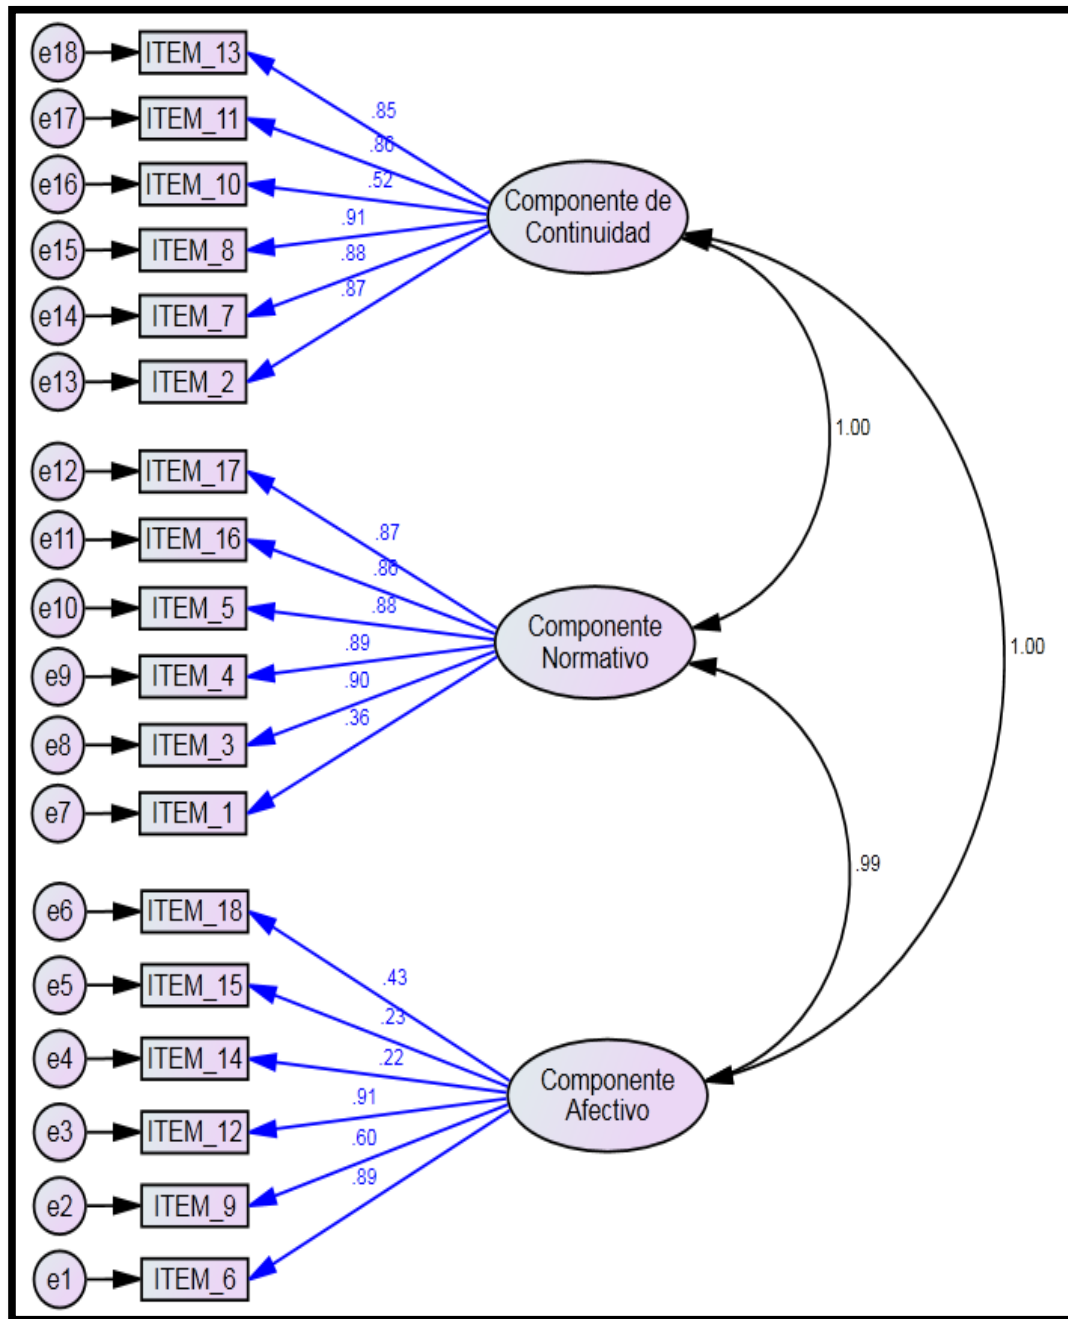 e18 ITEM_13
.85
e17 ITEM_11
.86
e16 ITEM_10
.52
Componente de
Continuidad
e15 ITEM_8
.91
e14 ITEM_7
.88
e13 ITEM_2
.87
1.00
e12 ITEM_17
.87
e11 ITEM_16
.86
e10 ITEM_5
.88
Componente
Normativo
e9 ITEM_4
.89
e8 ITEM_3
.90
e7 ITEM_1
.36
1.00
.99
e6 ITEM_18
.43
e5 ITEM_15
.23
e4 ITEM_14
.22
Componente
Afectivo
e3 ITEM_12
.91
e2 ITEM_9
.60
e1 ITEM_6
.89